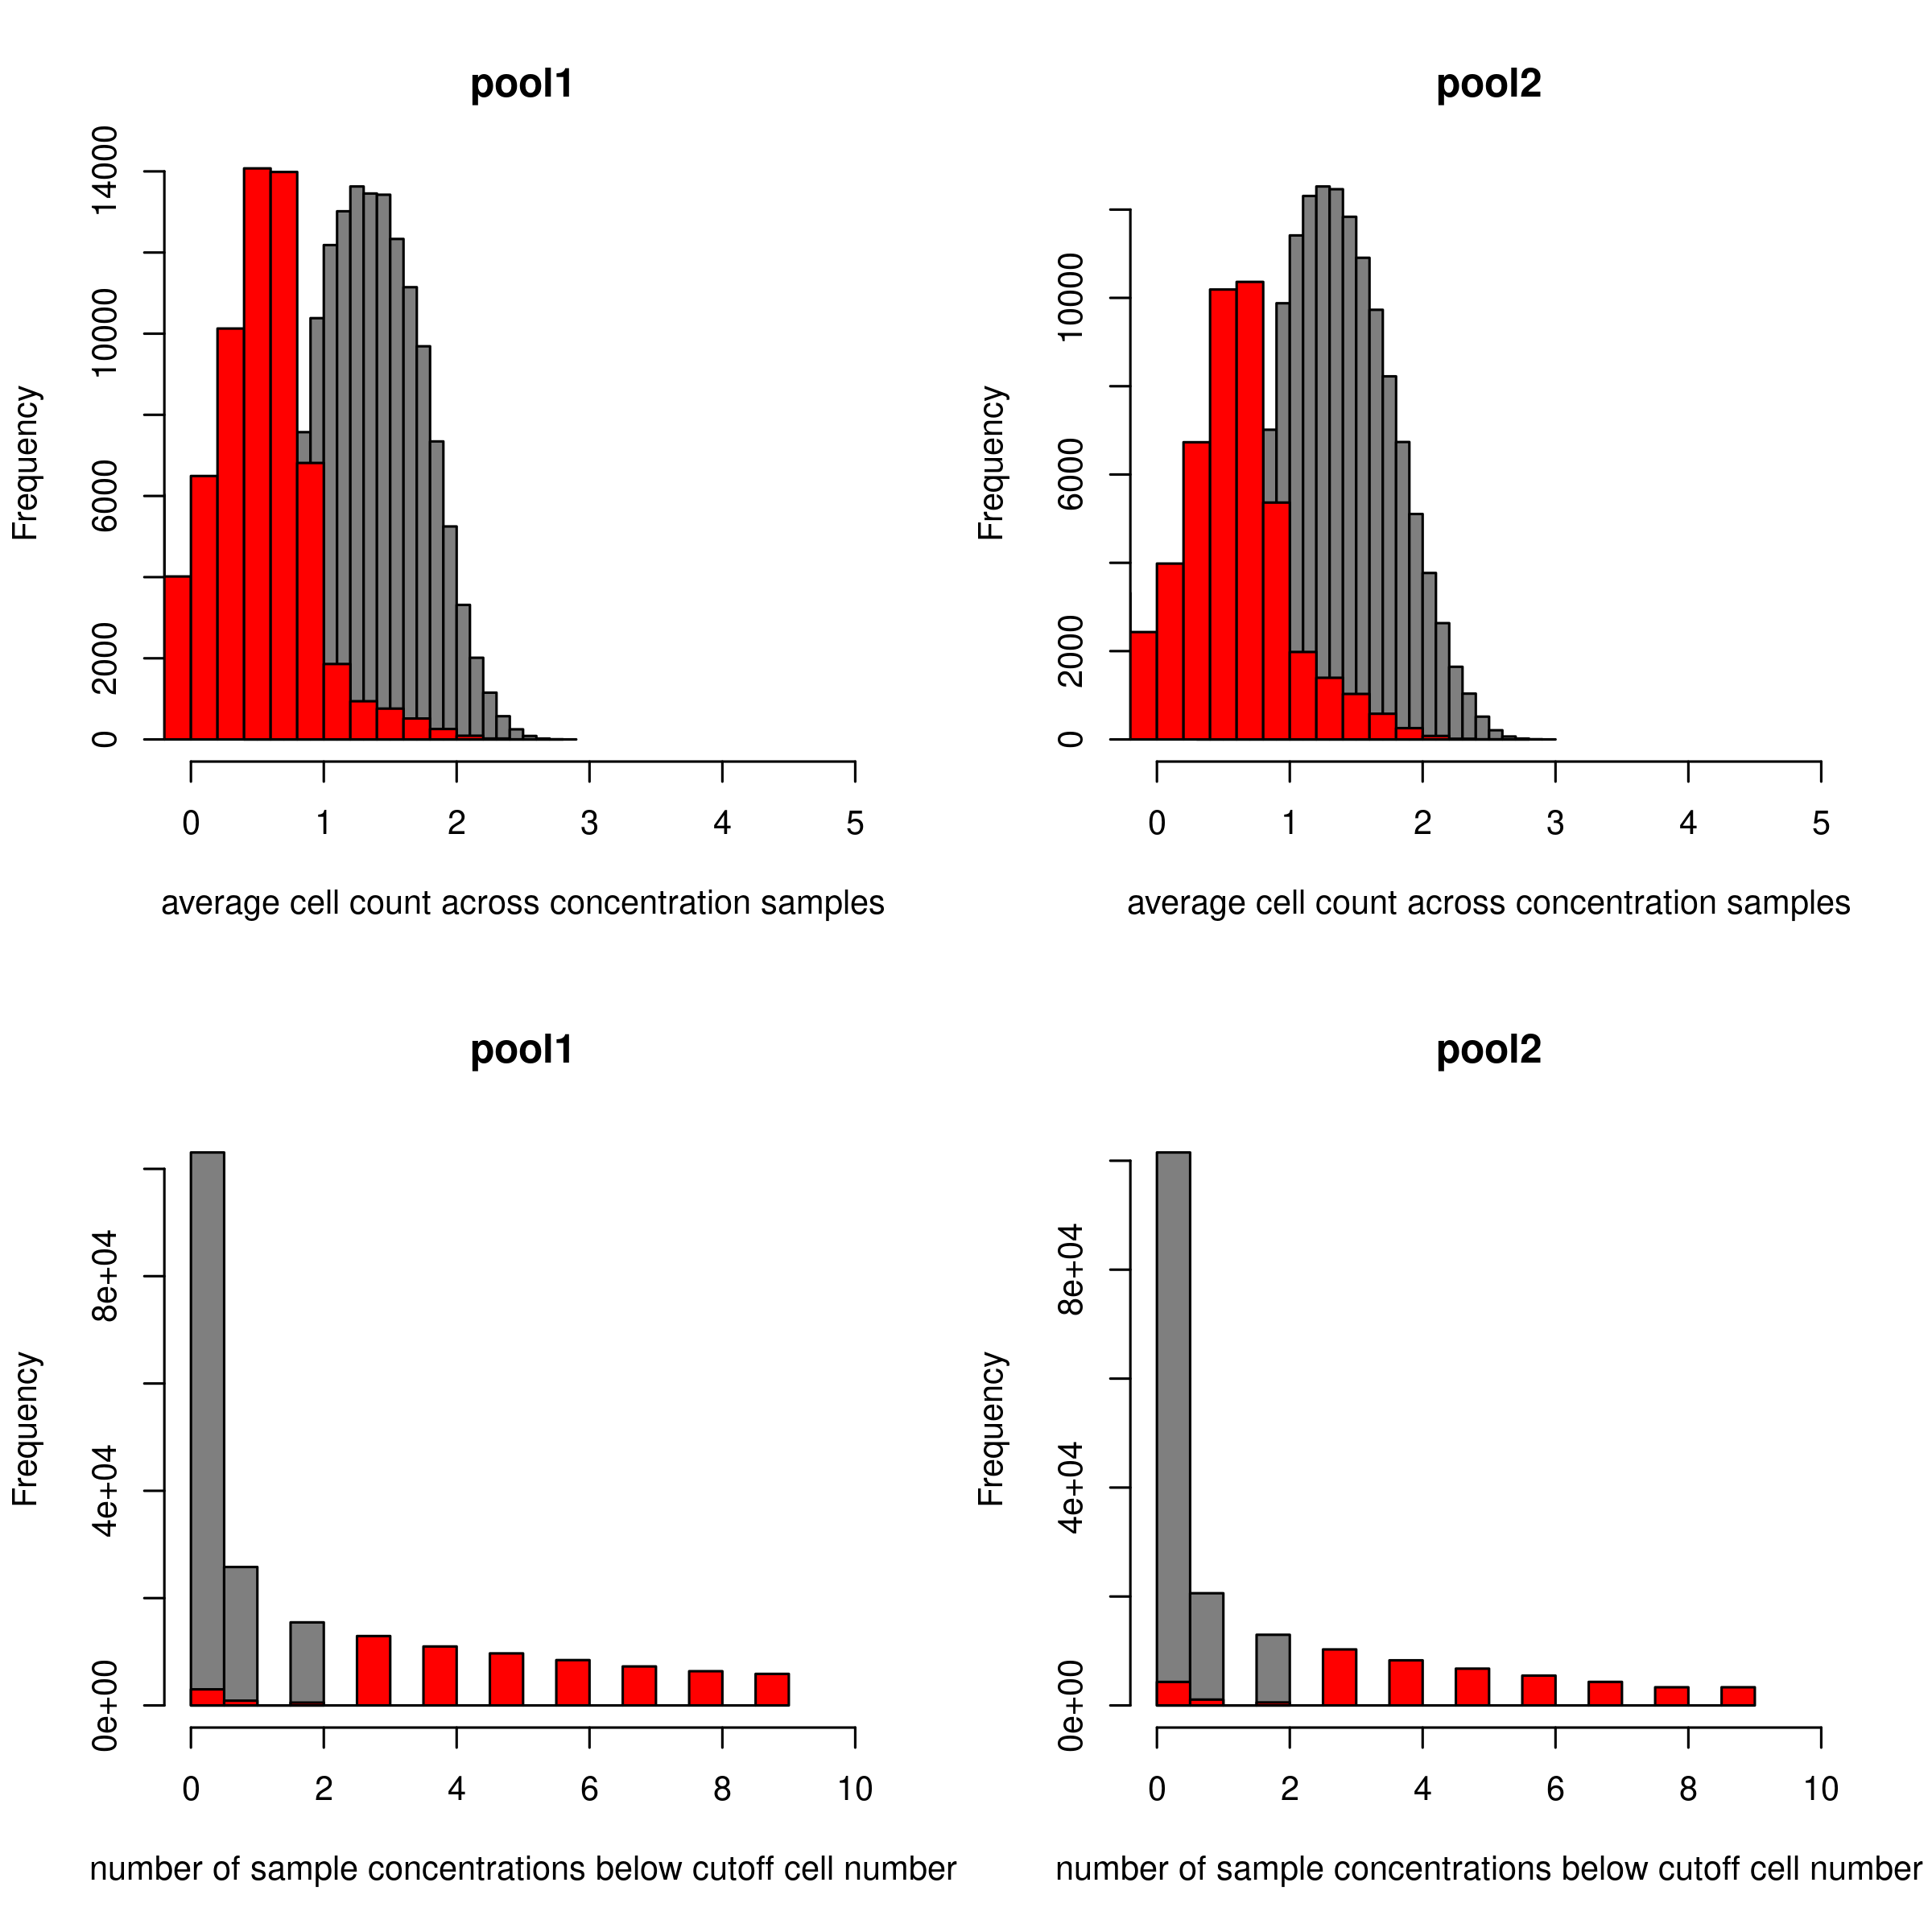 pool1
Frequency
0
2000
6000
10000
14000
0 1 2 3 4 5
average cell count across concentration samples
pool2
Frequency
0
2000
6000
10000
0 1 2 3 4 5
average cell count across concentration samples
pool1
Frequency
0e+00
4e+04
8e+04
0 2 4 6 8 10
number of sample concentrations below cutoff cell number
pool2
Frequency
0e+00
4e+04
8e+04
0 2 4 6 8 10
number of sample concentrations below cutoff cell number